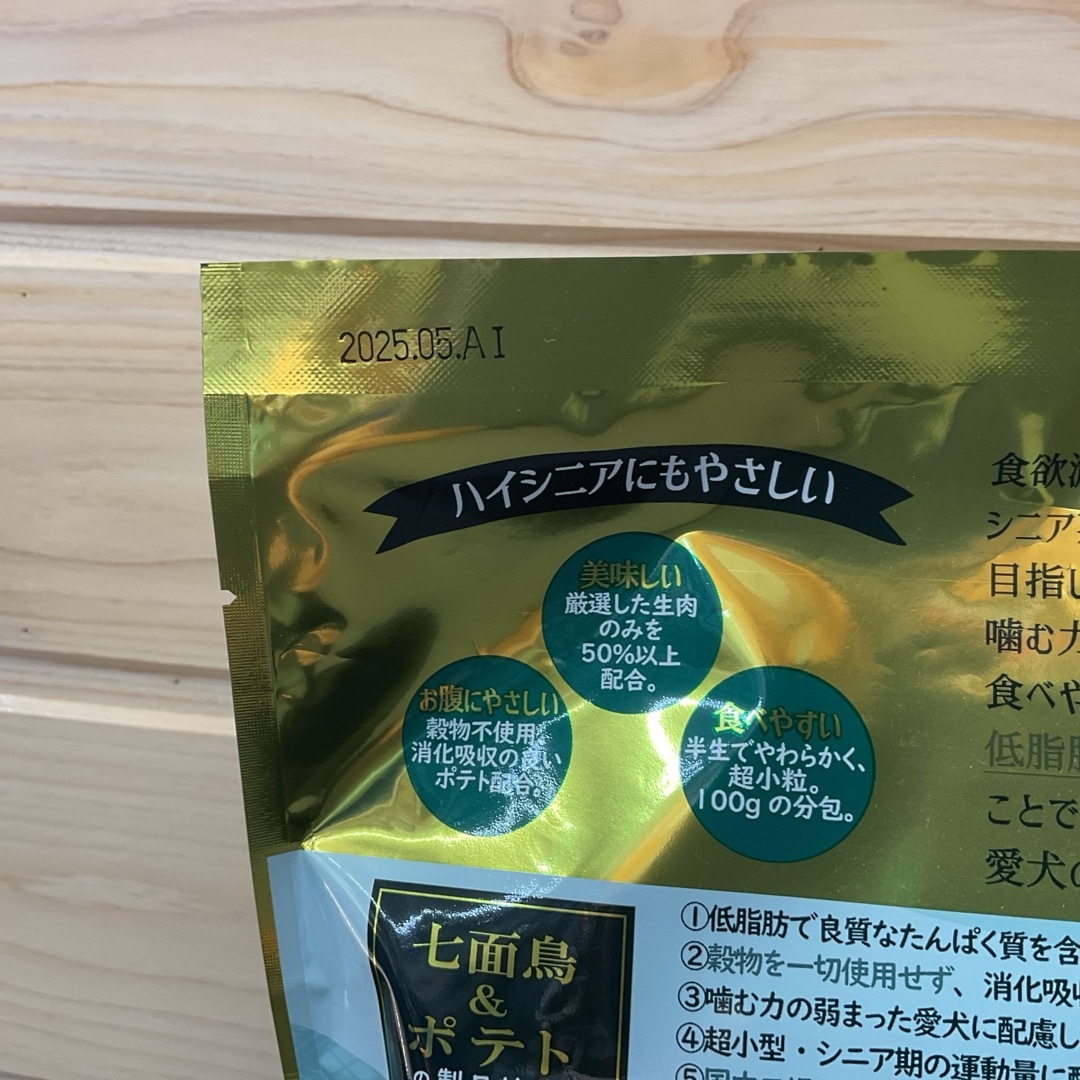 2025.05.AI
ハイシニアにもやさしい
美味しい
厳選した生肉
のみを
50%以上
配合。
お腹にやさしい
穀物不使用。
消化吸収の良い
ポテト配合。
食べやすい
半生でやわらかく、
超小粒。
100gの分包。
食欲
シニア
目指し
噛む力
食べや
低脂肪
ことで
愛犬の
七面鳥
&
ポテト
①低脂肪で良質なたんぱく質を含
②穀物を一切使用せず、消化吸収
③噛む力の弱まった愛犬に配慮し
④超小型・シニア期の運動量に配